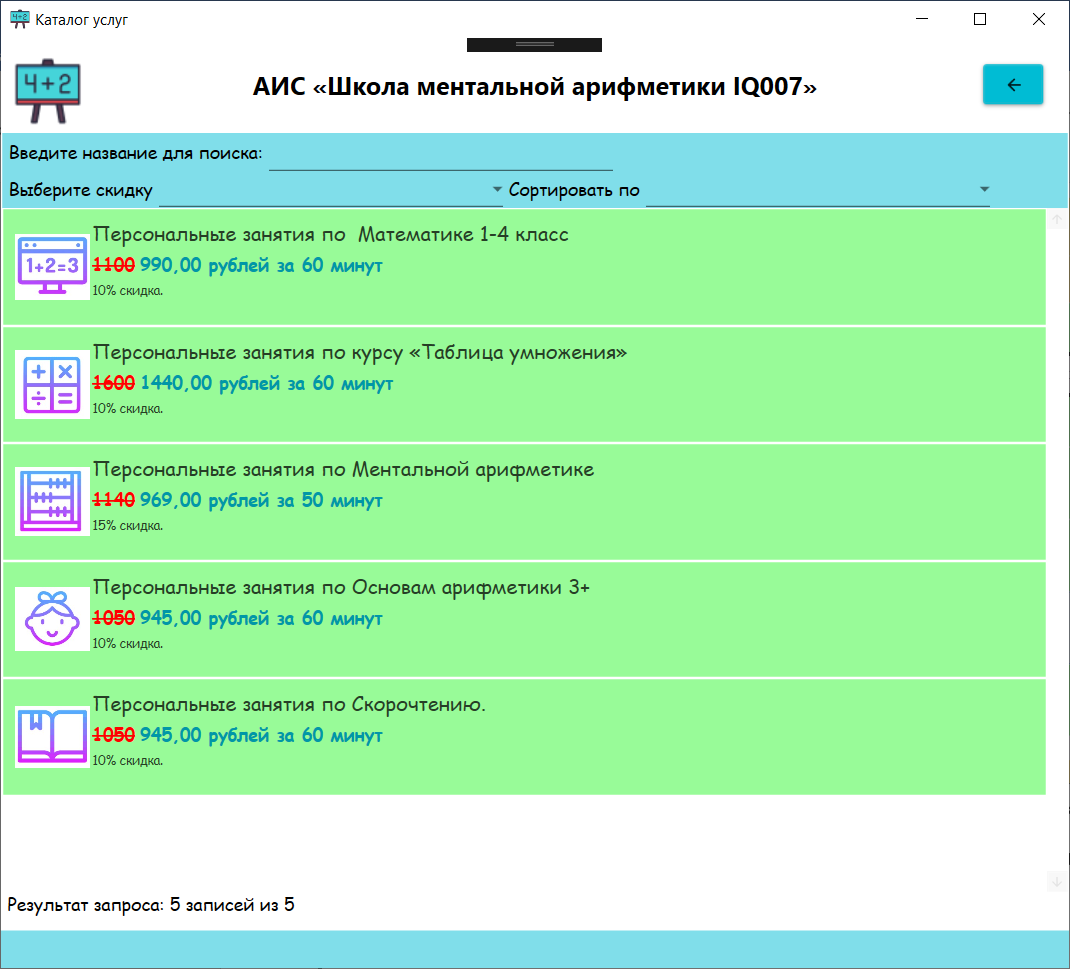 Каталог услуг
4+2
АИС «Школа ментальной арифметики IQ007»
Введите название для поиска:
Выберите скидку Сортировать по
Персональные занятия по  Математике 1-4 класс
1+2=3
1100 990,00 рублей за 60 минут
10% скидка.
Персональные занятия по курсу «Таблица умножения»
1600 1440,00 рублей за 60 минут
10% скидка.
Персональные занятия по Ментальной арифметике
1140 969,00 рублей за 50 минут
15% скидка.
Персональные занятия по Основам арифметики 3+
1050 945,00 рублей за 60 минут
10% скидка.
Персональные занятия по Скорочтению.
1050 945,00 рублей за 60 минут
10% скидка.
Результат запроса: 5 записей из 5